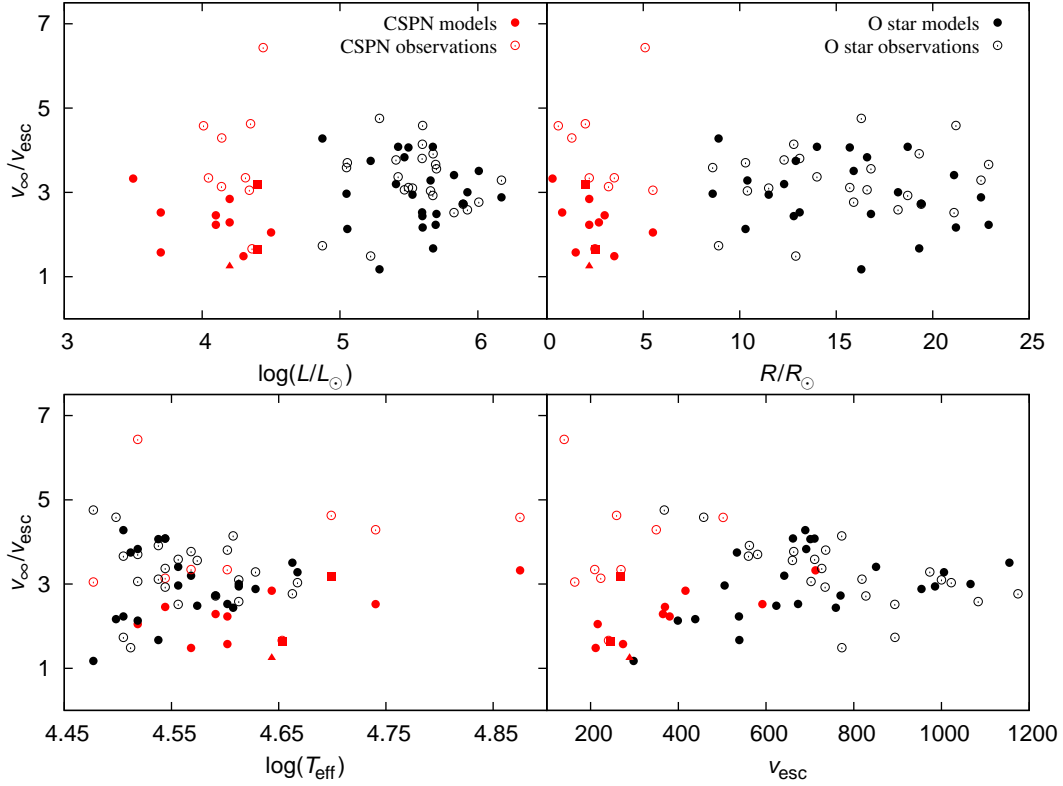 CSPN models
CSPN observations
O star models
O star observations
7
5
3
1
v∞/vesc
3 4 5 6
log(L/L☉)
0 5 10 15 20 25
R/R☉
7
5
3
1
v∞/vesc
4.45 4.55 4.65 4.75 4.85
log(Teff)
200 400 600 800 1000 1200
vesc